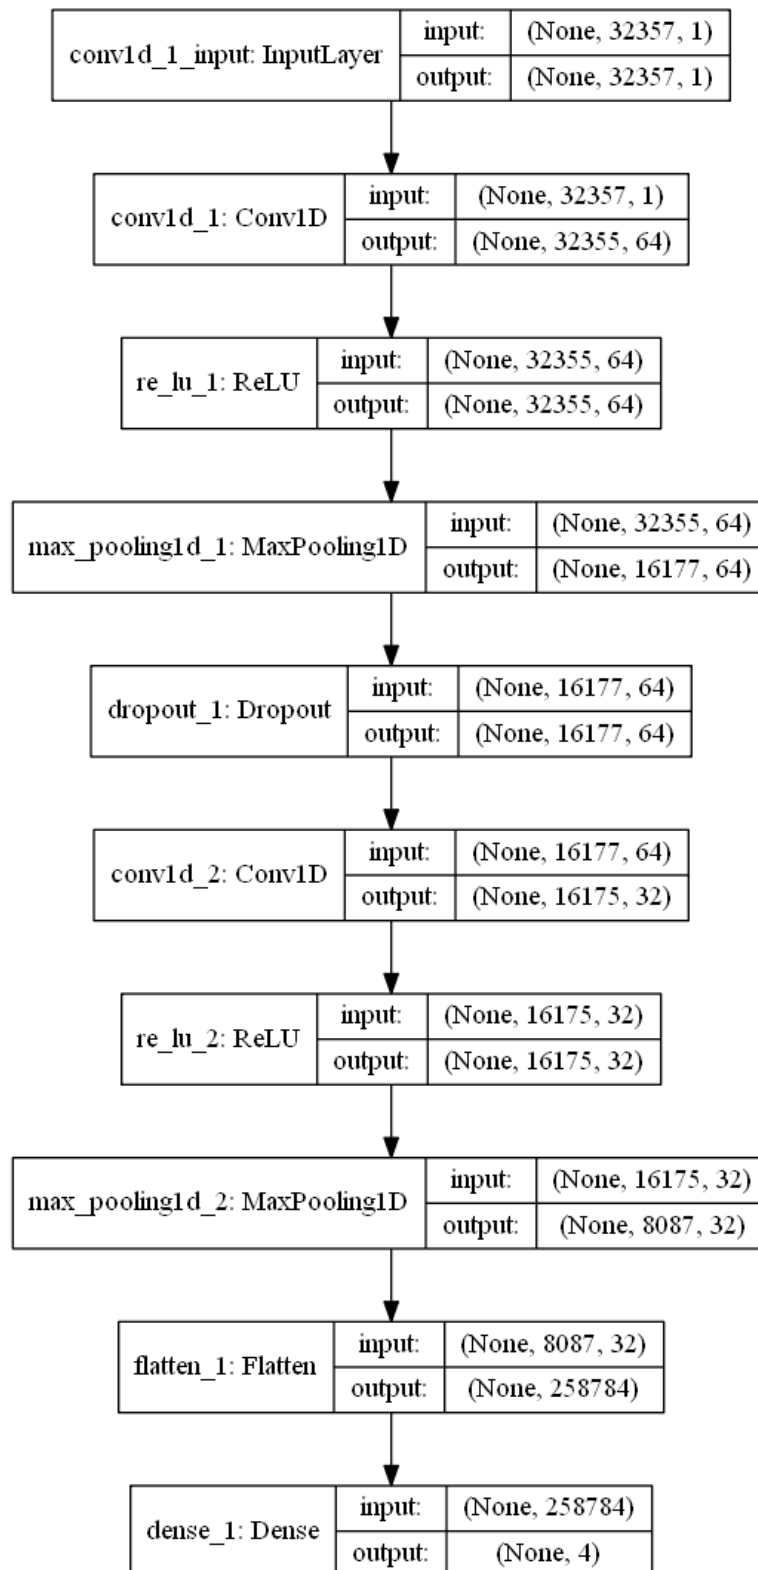 conv1d_1_input: InputLayer
input: (None, 32357, 1)
output: (None, 32357, 1)
conv1d_1: Conv1D
input: (None, 32357, 1)
output: (None, 32355, 64)
re_lu_1: ReLU
input: (None, 32355, 64)
output: (None, 32355, 64)
max_pooling1d_1: MaxPooling1D
input: (None, 32355, 64)
output: (None, 16177, 64)
dropout_1: Dropout
input: (None, 16177, 64)
output: (None, 16177, 64)
conv1d_2: Conv1D
input: (None, 16177, 64)
output: (None, 16175, 32)
re_lu_2: ReLU
input: (None, 16175, 32)
output: (None, 16175, 32)
max_pooling1d_2: MaxPooling1D
input: (None, 16175, 32)
output: (None, 8087, 32)
flatten_1: Flatten
input: (None, 8087, 32)
output: (None, 258784)
dense_1: Dense
input: (None, 258784)
output: (None, 4)